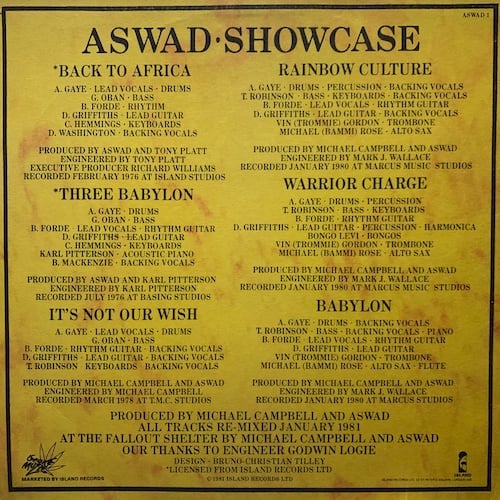 ASWAD 1
ASWAD·SHOWCASE
*BACK TO AFRICA
A. GAYE · LEAD VOCALS · DRUMS
G. OBAN · BASS
B. FORDE · RHYTHM
D. GRIFFITHS · LEAD GUITAR
C. HEMMINGS · KEYBOARDS
D. WASHINGTON · BACKING VOCALS
PRODUCED BY ASWAD AND TONY PLATT
ENGINEERED BY TONY PLATT
EXECUTIVE PRODUCER RICHARD WILLIAMS
RECORDED FEBRUARY 1976 AT ISLAND STUDIOS
*THREE BABYLON
A. GAYE · DRUMS
G. OBAN · BASS
B. FORDE · LEAD VOCALS · RHYTHM GUITAR
D. GRIFFITHS · LEAD GUITAR
C. HEMMINGS · KEYBOARDS
KARL PITTERSON · ACOUSTIC PIANO
B. MACKENZIE · BACKING VOCALS
PRODUCED BY ASWAD AND KARL PITTERSON
ENGINEERED BY KARL PITTERSON
RECORDED JULY 1976 AT BASING STUDIOS
IT'S NOT OUR WISH
A. GAYE · LEAD VOCALS · DRUMS
G. OBAN · BASS
B. FORDE · RHYTHM GUITAR · BACKING VOCALS
D. GRIFFITHS · LEAD GUITAR · BACKING VOCALS
T. ROBINSON · KEYBOARDS · BACKING VOCALS
PRODUCED BY MICHAEL CAMPBELL AND ASWAD
ENGINEERED BY MICHAEL CAMPBELL
RECORDED MARCH 1978 AT T.M.C. STUDIOS
RAINBOW CULTURE
A. GAYE · DRUMS · PERCUSSION · BACKING VOCALS
T. ROBINSON · BASS · KEYBOARDS · BACKING VOCALS
B. FORDE · LEAD VOCALS · RHYTHM GUITAR
D. GRIFFITHS · LEAD GUITAR · BACKING VOCALS
VIN (TROMMIE) GORDON · TROMBONE
MICHAEL (BAMMI) ROSE · ALTO SAX
PRODUCED BY MICHAEL CAMPBELL AND ASWAD
ENGINEERED BY MARK J. WALLACE
RECORDED JANUARY 1980 AT MARCUS MUSIC STUDIOS
WARRIOR CHARGE
A. GAYE · DRUMS · PERCUSSION
T. ROBINSON · BASS · KEYBOARDS
B. FORDE · RHYTHM GUITAR
D. GRIFFITHS · LEAD GUITAR · PERCUSSION · HARMONICA
BONGO LEVI · BONGOS
VIN (TROMMIE) GORDON · TROMBONE
MICHAEL (BAMMI) ROSE · ALTO SAX
PRODUCED BY MICHAEL CAMPBELL AND ASWAD
ENGINEERED BY MARK J. WALLACE
RECORDED JANUARY 1980 AT MARCUS MUSIC STUDIOS
BABYLON
A. GAYE · DRUMS · BACKING VOCALS
T. ROBINSON · BASS · BACKING VOCALS · PIANO
B. FORDE · LEAD VOCALS · RHYTHM GUITAR
D. GRIFFITHS · LEAD GUITAR
VIN (TROMMIE) GORDON · TROMBONE
MICHAEL (BAMMI) ROSE · ALTO SAX · FLUTE
PRODUCED BY MICHAEL CAMPBELL AND ASWAD
ENGINEERED BY MARK J. WALLACE
RECORDED JANUARY 1980 AT MARCUS STUDIOS
PRODUCED BY MICHAEL CAMPBELL AND ASWAD
ALL TRACKS RE-MIXED JANUARY 1981
AT THE FALLOUT SHELTER BY MICHAEL CAMPBELL AND ASWAD
OUR THANKS TO ENGINEER GODWIN LOGIE
DESIGN · BRUNO-CHRISTIAN TILLEY
*LICENSED FROM ISLAND RECORDS LTD
© 1981 ISLAND RECORDS LTD
MARKETED BY ISLAND RECORDS
ISLAND